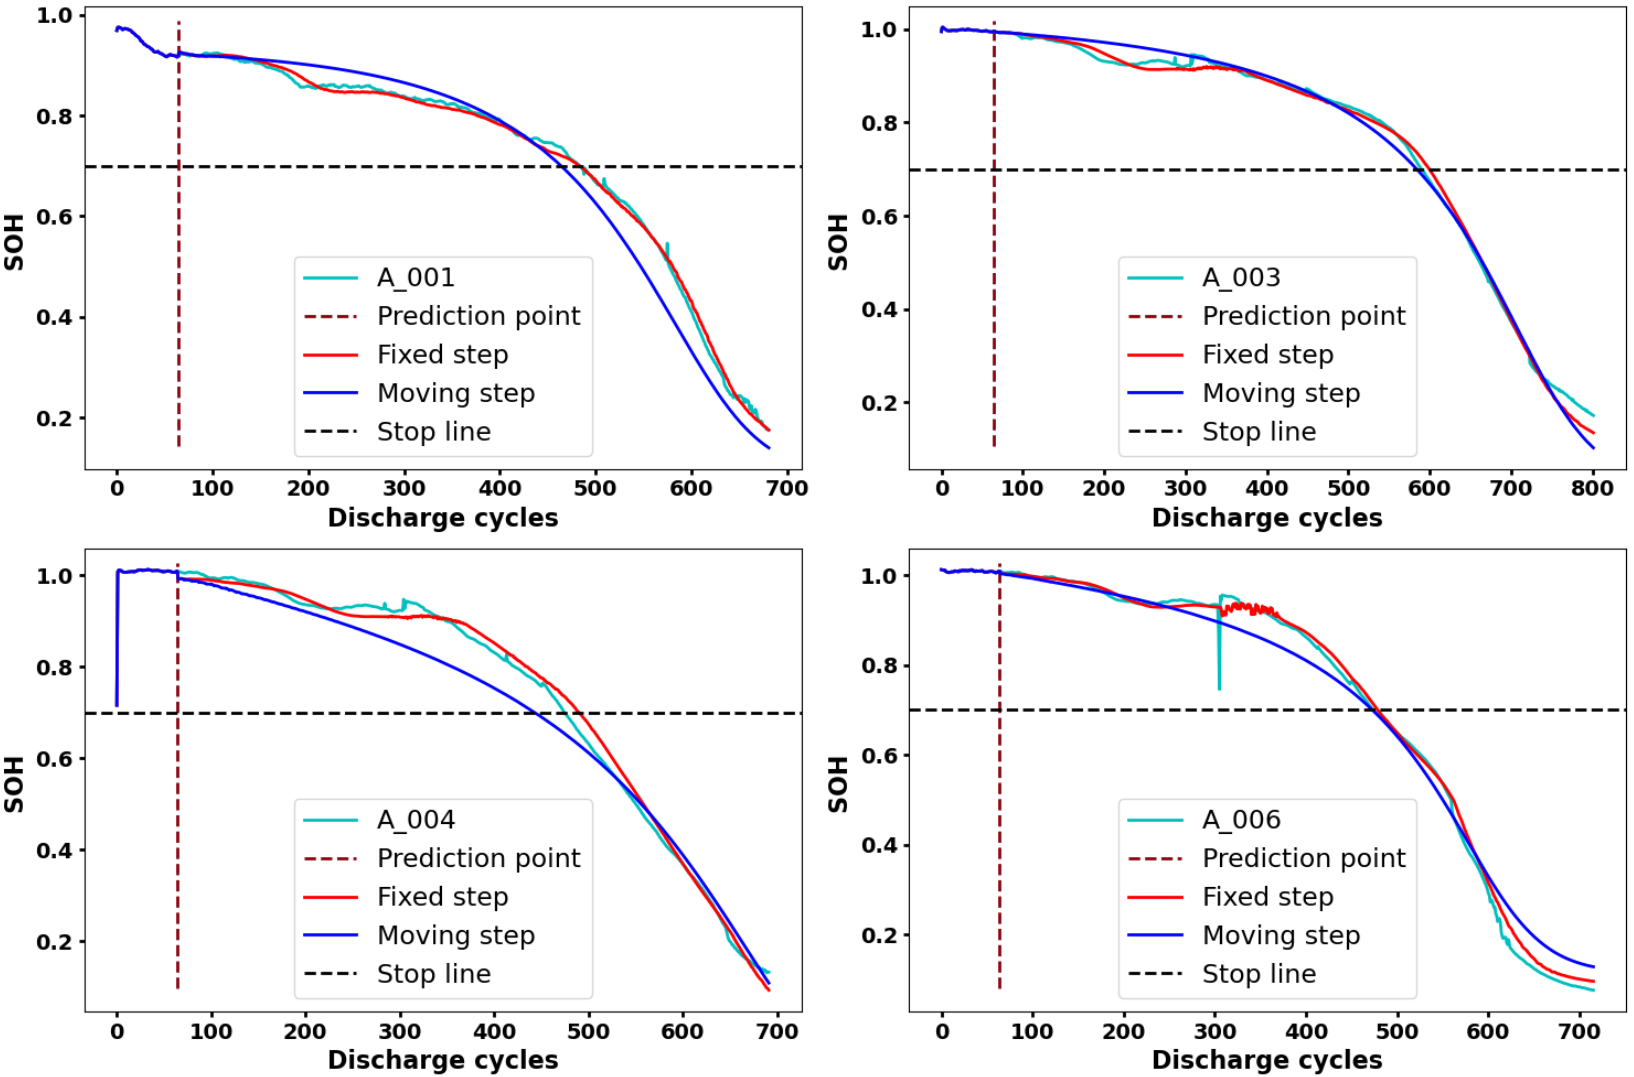 1.0
0.8
0.6
0.4
0.2
SOH
A_001
Prediction point
Fixed step
Moving step
Stop line
0 100 200 300 400 500 600 700
Discharge cycles
1.0
0.8
0.6
0.4
0.2
SOH
A_003
Prediction point
Fixed step
Moving step
Stop line
0 100 200 300 400 500 600 700 800
Discharge cycles
1.0
0.8
0.6
0.4
0.2
SOH
A_004
Prediction point
Fixed step
Moving step
Stop line
0 100 200 300 400 500 600 700
Discharge cycles
1.0
0.8
0.6
0.4
0.2
SOH
A_006
Prediction point
Fixed step
Moving step
Stop line
0 100 200 300 400 500 600 700
Discharge cycles